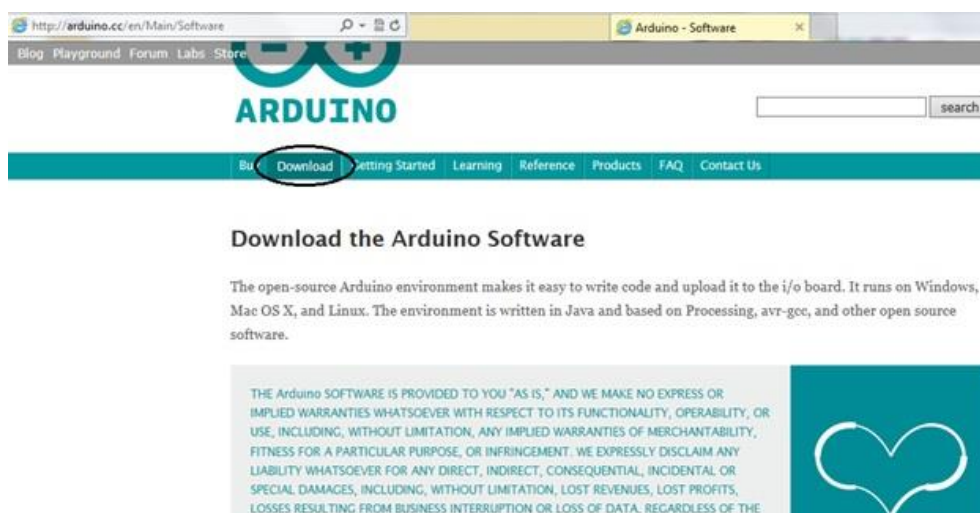 http://arduino.cc/en/Main/Software
Arduino - Software
Blog Playground Forum Labs Store
ARDUINO
search
Buy Download Getting Started Learning Reference Products FAQ Contact Us
Download the Arduino Software
The open-source Arduino environment makes it easy to write code and upload it to the i/o board. It runs on Windows,
Mac OS X, and Linux. The environment is written in Java and based on Processing, avr-gcc, and other open source
software.
THE Arduino SOFTWARE IS PROVIDED TO YOU "AS IS," AND WE MAKE NO EXPRESS OR
IMPLIED WARRANTIES WHATSOEVER WITH RESPECT TO ITS FUNCTIONALITY, OPERABILITY, OR
USE, INCLUDING, WITHOUT LIMITATION, ANY IMPLIED WARRANTIES OF MERCHANTABILITY,
FITNESS FOR A PARTICULAR PURPOSE, OR INFRINGEMENT. WE EXPRESSLY DISCLAIM ANY
LIABILITY WHATSOEVER FOR ANY DIRECT, INDIRECT, CONSEQUENTIAL, INCIDENTAL OR
SPECIAL DAMAGES, INCLUDING, WITHOUT LIMITATION, LOST REVENUES, LOST PROFITS,
LOSSES RESULTING FROM BUSINESS INTERRUPTION OR LOSS OF DATA, REGARDLESS OF THE